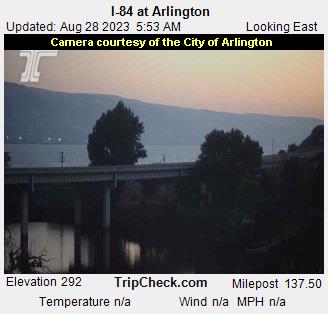 I-84 at Arlington
Updated: Aug 28 2023 5:53 AM Looking East
Camera courtesy of the City of Arlington
Elevation 292 TripCheck.com Milepost 137.50
Temperature n/a Wind n/a MPH n/a